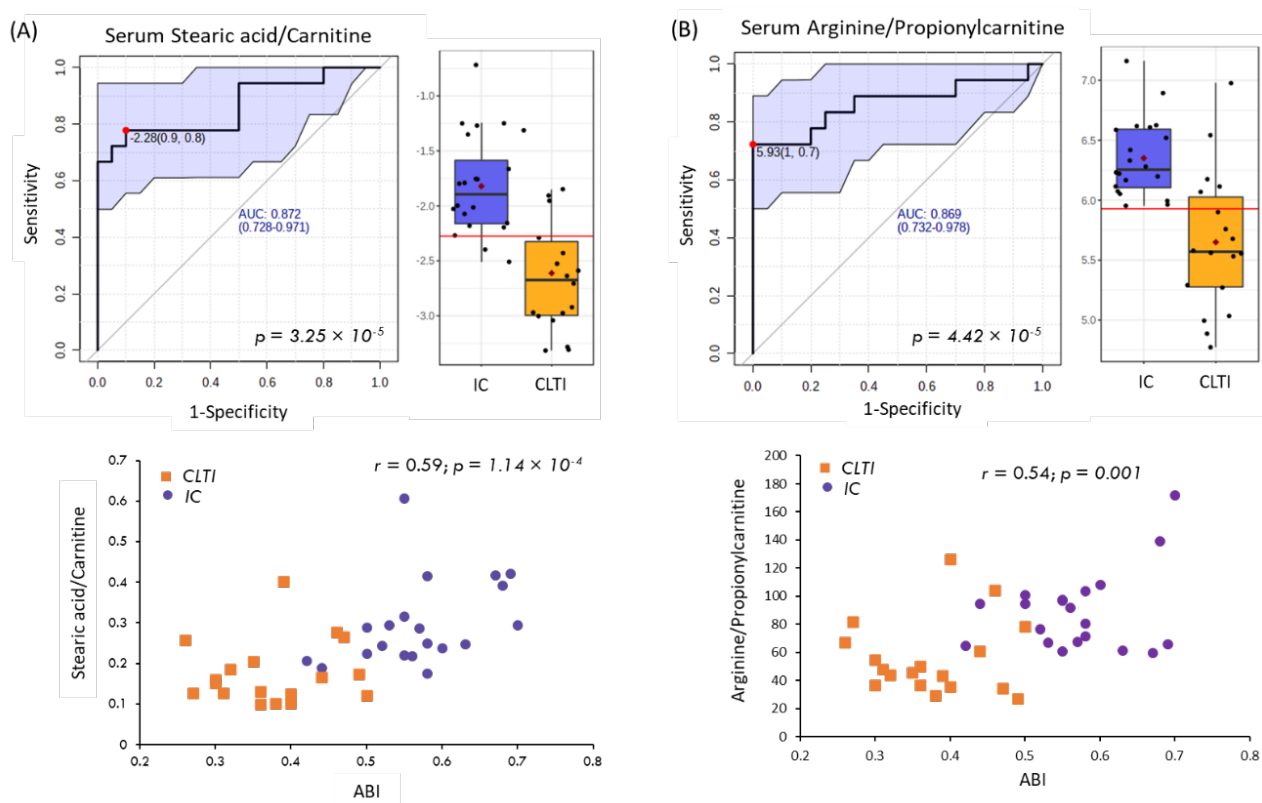 (A)
Serum Stearic acid/Carnitine
Sensitivity
1.0
0.8
0.6
0.4
0.2
0.0
-2.28(0.9, 0.8)
AUC: 0.872
(0.728-0.971)
p = 3.25 × 10-5
0.0 0.2 0.4 0.6 0.8 1.0
1-Specificity
-1.0
-1.5
-2.0
-2.5
-3.0
IC CLTI
(B)
Serum Arginine/Propionylcarnitine
Sensitivity
1.0
0.8
0.6
0.4
0.2
0.0
5.93(1, 0.7)
AUC: 0.869
(0.732-0.978)
p = 4.42 × 10-5
0.0 0.2 0.4 0.6 0.8 1.0
1-Specificity
7.0
6.5
6.0
5.5
5.0
IC CLTI
Stearic acid/Carnitine
0.7
0.6
0.5
0.4
0.3
0.2
0.1
0
CLTI
IC
r = 0.59; p = 1.14 × 10-4
0.2 0.3 0.4 0.5 0.6 0.7 0.8
ABI
Arginine/Propionylcarnitine
200
180
160
140
120
100
80
60
40
20
0
CLTI
IC
r = 0.54; p = 0.001
0.2 0.3 0.4 0.5 0.6 0.7 0.8
ABI